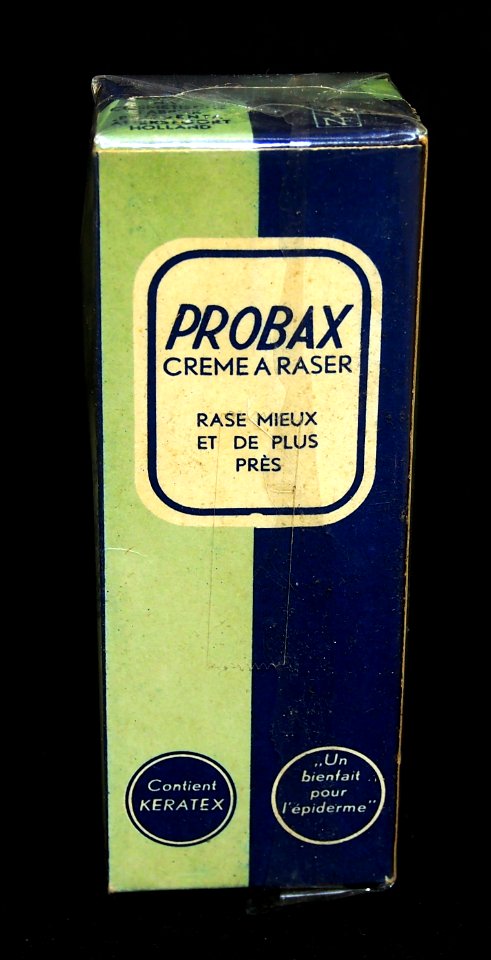 HOLLAND
N
PROBAX
CREME A RASER
RASE MIEUX
ET DE PLUS
PRÈS
Contient
KERATEX
„Un
bienfait
pour
l'épiderme"